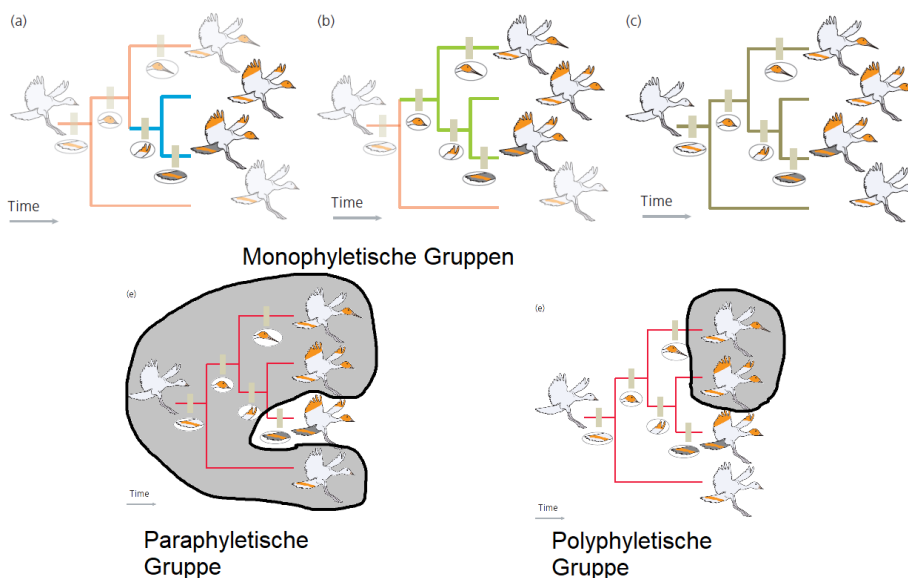 (a)
(b)
(c)
Time
Time
Time
Monophyletische Gruppen
(e)
(e)
Time
Time
Paraphyletische
Gruppe
Polyphyletische
Gruppe